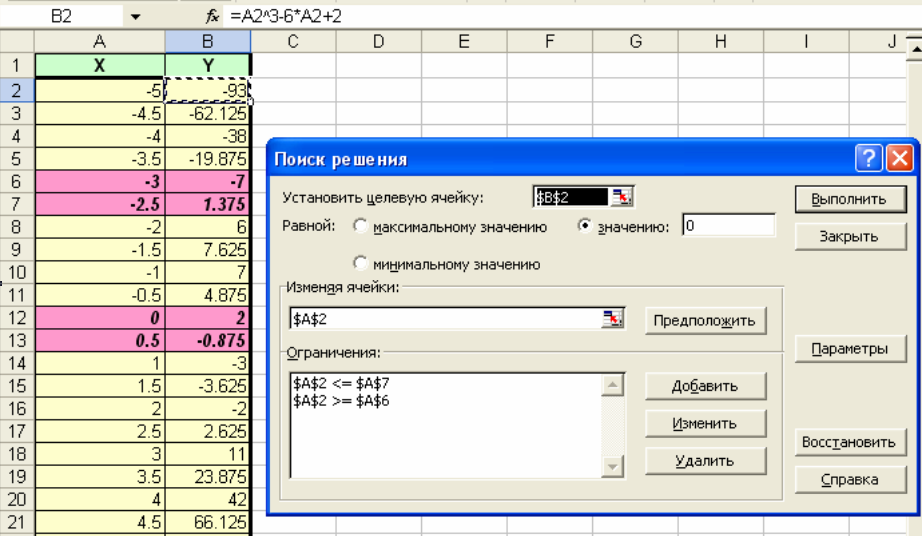 B2 fx =A2^3-6*A2+2
A B C D E F G H I J
1 X Y
2 -5 -93
3 -4.5 -62.125
4 -4 -38
5 -3.5 -19.875
6 -3 -7
7 -2.5 1.375
8 -2 6
9 -1.5 7.625
10 -1 7
11 -0.5 4.875
12 0 2
13 0.5 -0.875
14 1 -3
15 1.5 -3.625
16 2 -2
17 2.5 2.625
18 3 11
19 3.5 23.875
20 4 42
21 4.5 66.125
Поиск решения
Установить целевую ячейку: $B$2 Выполнить
Равной: максимальному значению значению: 0 Закрыть
минимальному значению
Изменяя ячейки:
$A$2 Предположить
Ограничения: Параметры
$A$2 <= $A$7 Добавить
$A$2 >= $A$6
Изменить
Восстановить
Удалить
Справка